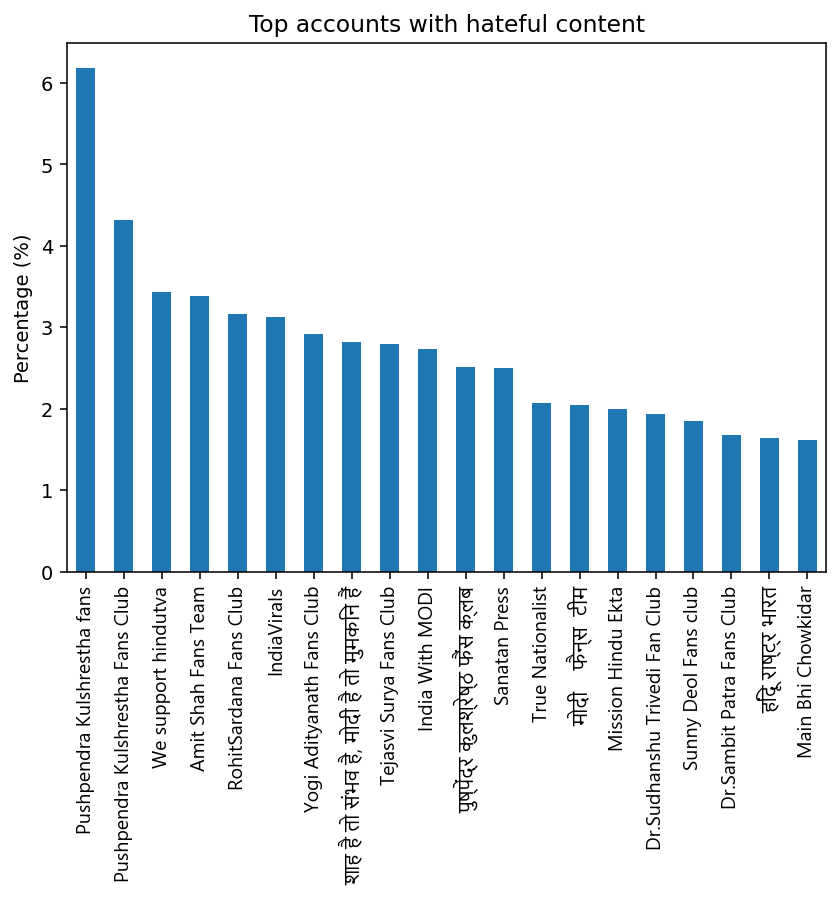 Top accounts with hateful content
Percentage (%)
6
5
4
3
2
1
0
Pushpendra Kulshrestha fans
Pushpendra Kulshrestha Fans Club
We support hindutva
Amit Shah Fans Team
RohitSardana Fans Club
IndiaVirals
Yogi Adityanath Fans Club
शाह है तो संभव है, मोदी है तो मुमकिन है
Tejasvi Surya Fans Club
India With MODI
पुष्पेंद्र कुलश्रेष्ठ फैंस क्लब
Sanatan Press
True Nationalist
मोदी फैन्स टीम
Mission Hindu Ekta
Dr.Sudhanshu Trivedi Fan Club
Sunny Deol Fans club
Dr.Sambit Patra Fans Club
हिंदू राष्ट्र भारत
Main Bhi Chowkidar